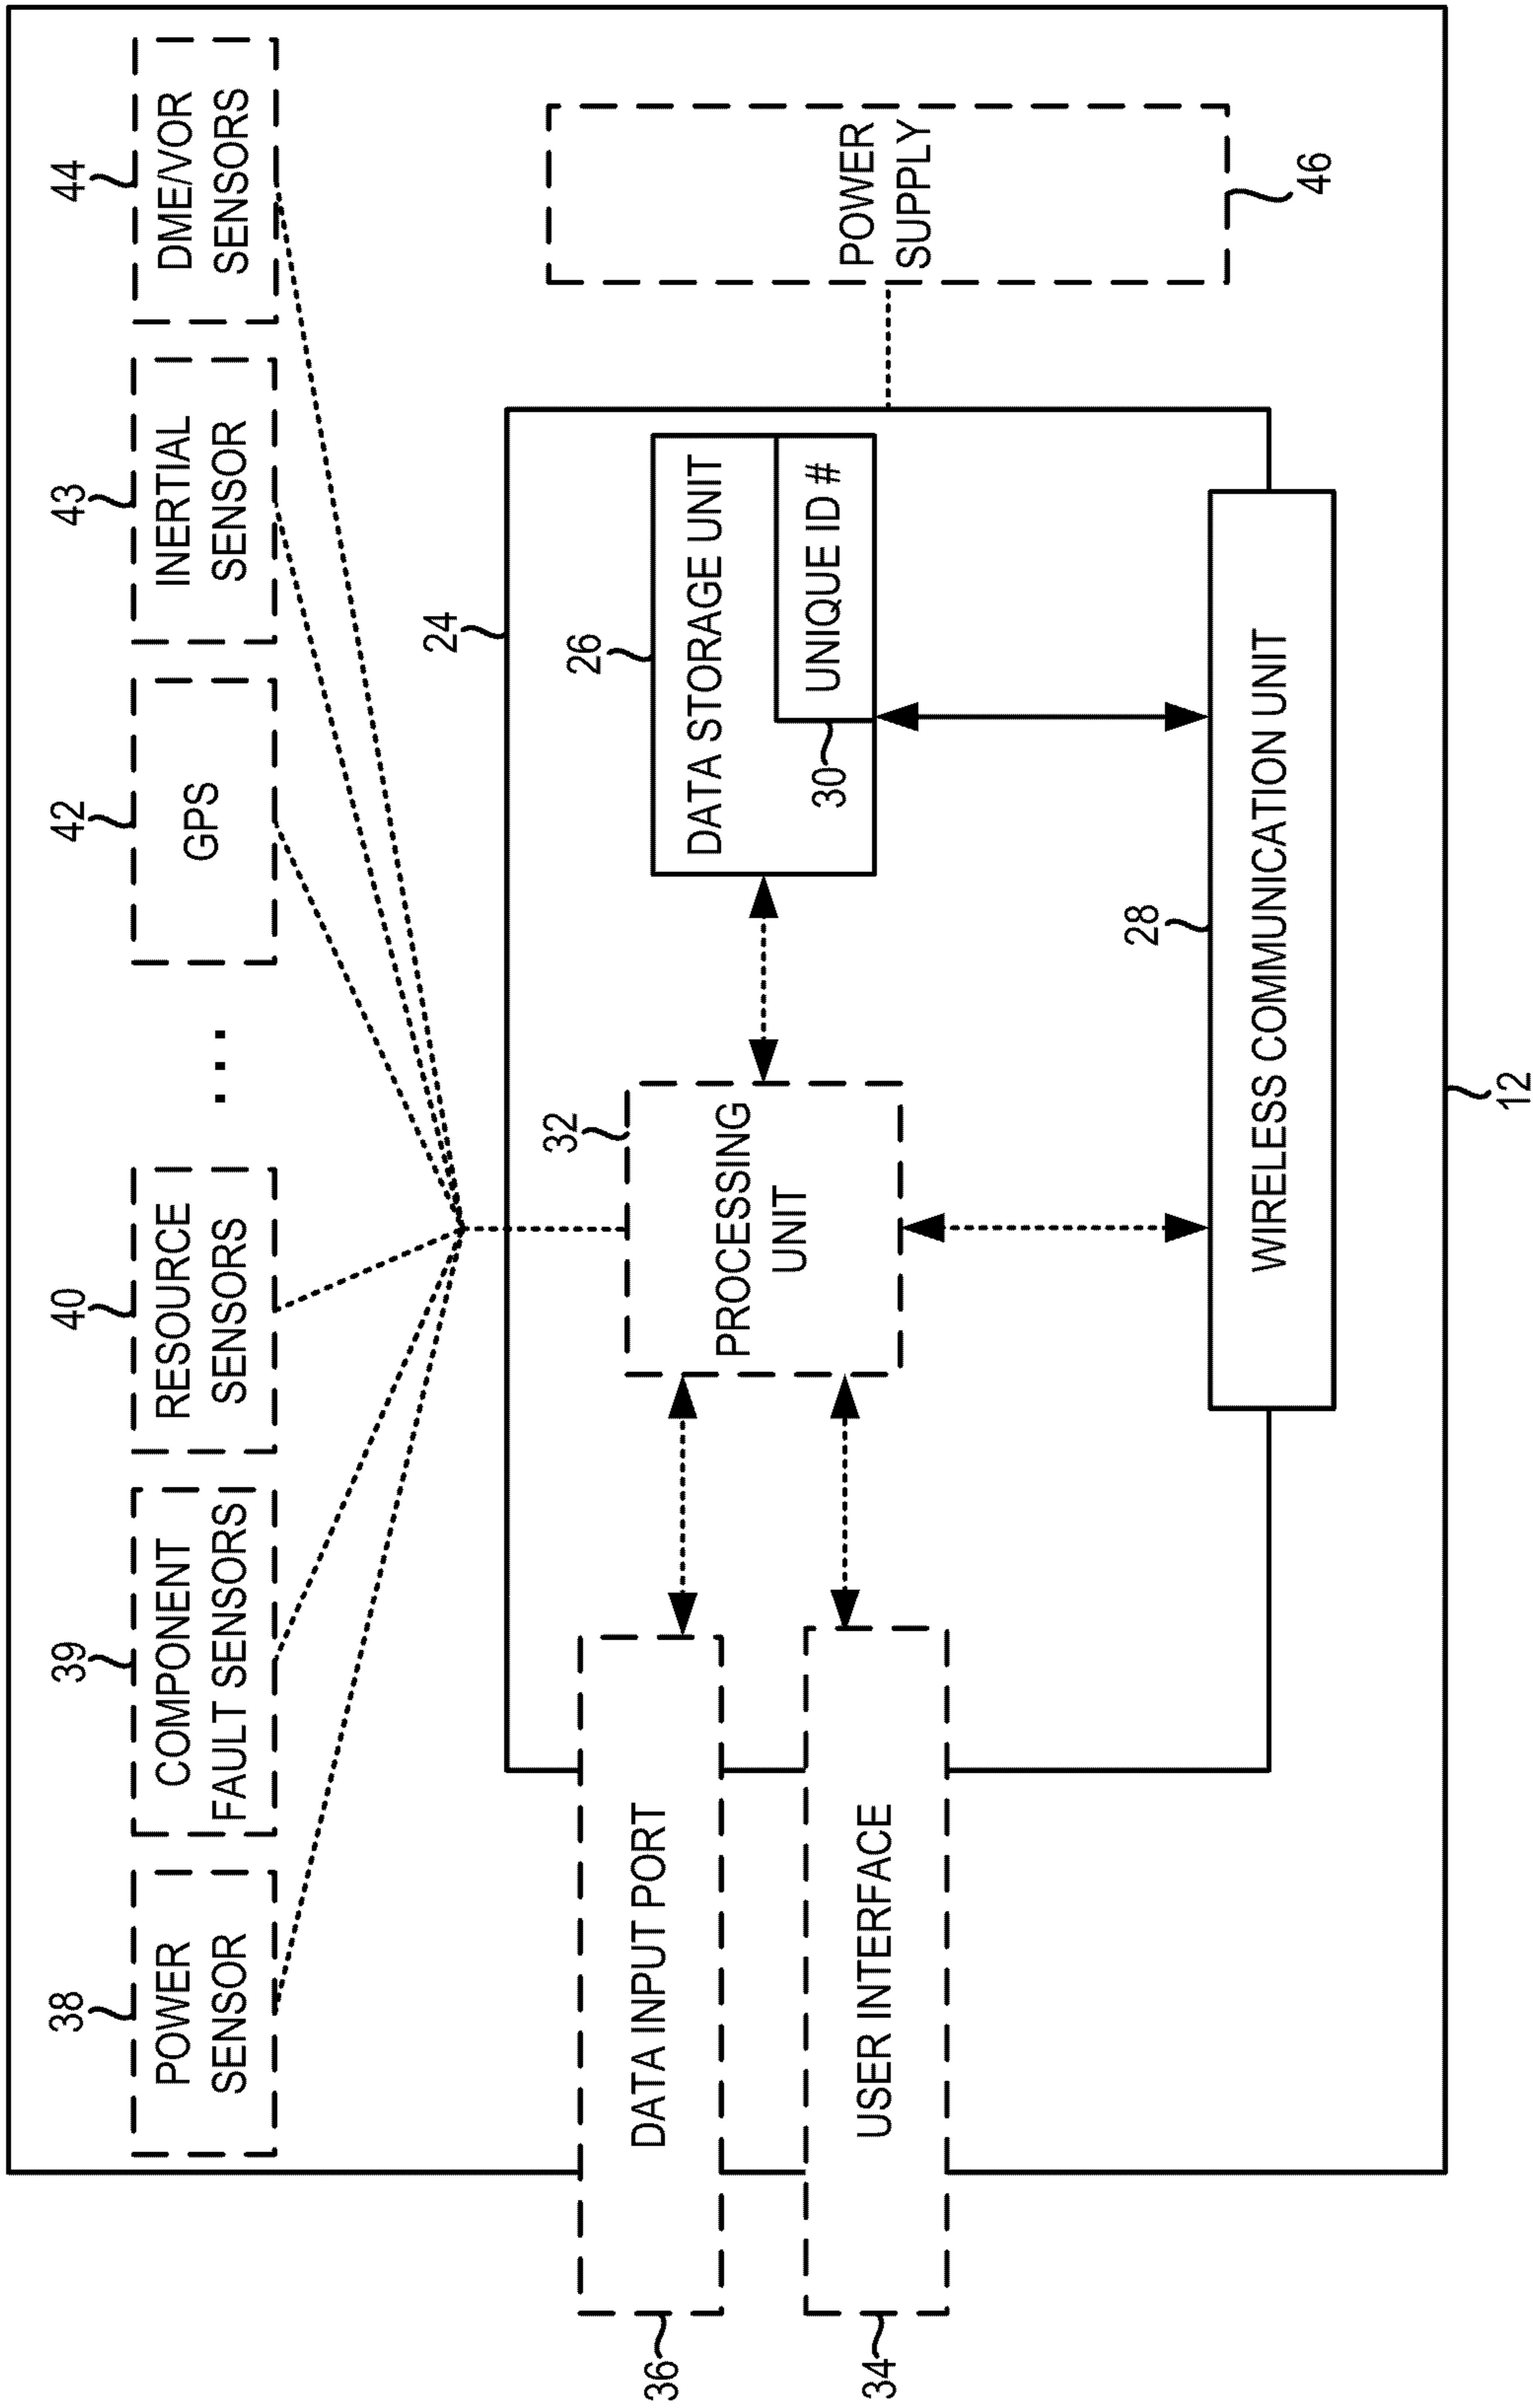 38
POWER
SENSOR
39
COMPONENT
FAULT SENSORS
40
RESOURCE
SENSORS
...
42
GPS
43
INERTIAL
SENSOR
44
DME/VOR
SENSORS
24
36
DATA INPUT PORT
34
USER INTERFACE
32
PROCESSING
UNIT
26
DATA STORAGE UNIT
30
UNIQUE ID #
28
WIRELESS COMMUNICATION UNIT
POWER
SUPPLY
46
12